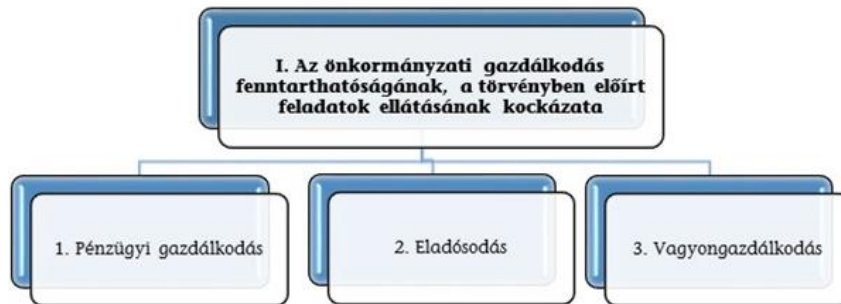 I. Az önkormányzati gazdálkodás
fenntarthatóságának, a törvényben előírt
feladatok ellátásának kockázata
1. Pénzügyi gazdálkodás
2. Eladósodás
3. Vagyongazdálkodás